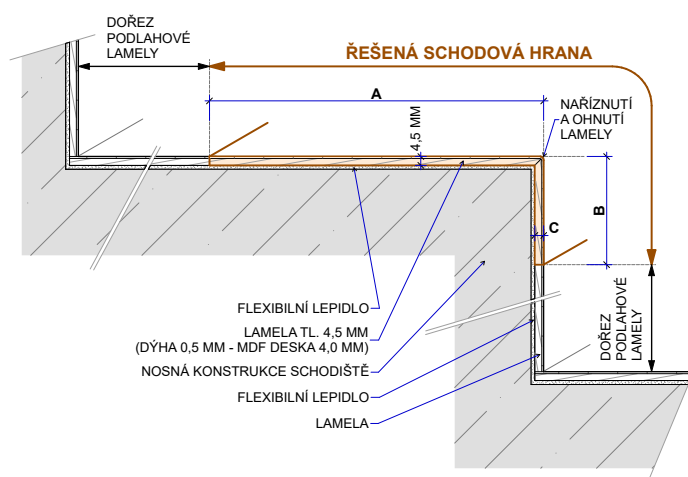 DOŘEZ
PODLAHOVÉ
LAMELY
ŘEŠENÁ SCHODOVÁ HRANA
A
NAŘÍZNUTÍ
A OHNUTÍ
LAMELY
4,5 MM
B
C
FLEXIBILNÍ LEPIDLO
LAMELA TL. 4,5 MM
(DÝHA 0,5 MM - MDF DESKA 4,0 MM)
NOSNÁ KONSTRUKCE SCHODIŠTĚ
FLEXIBILNÍ LEPIDLO
LAMELA
DOŘEZ
PODLAHOVÉ
LAMELY